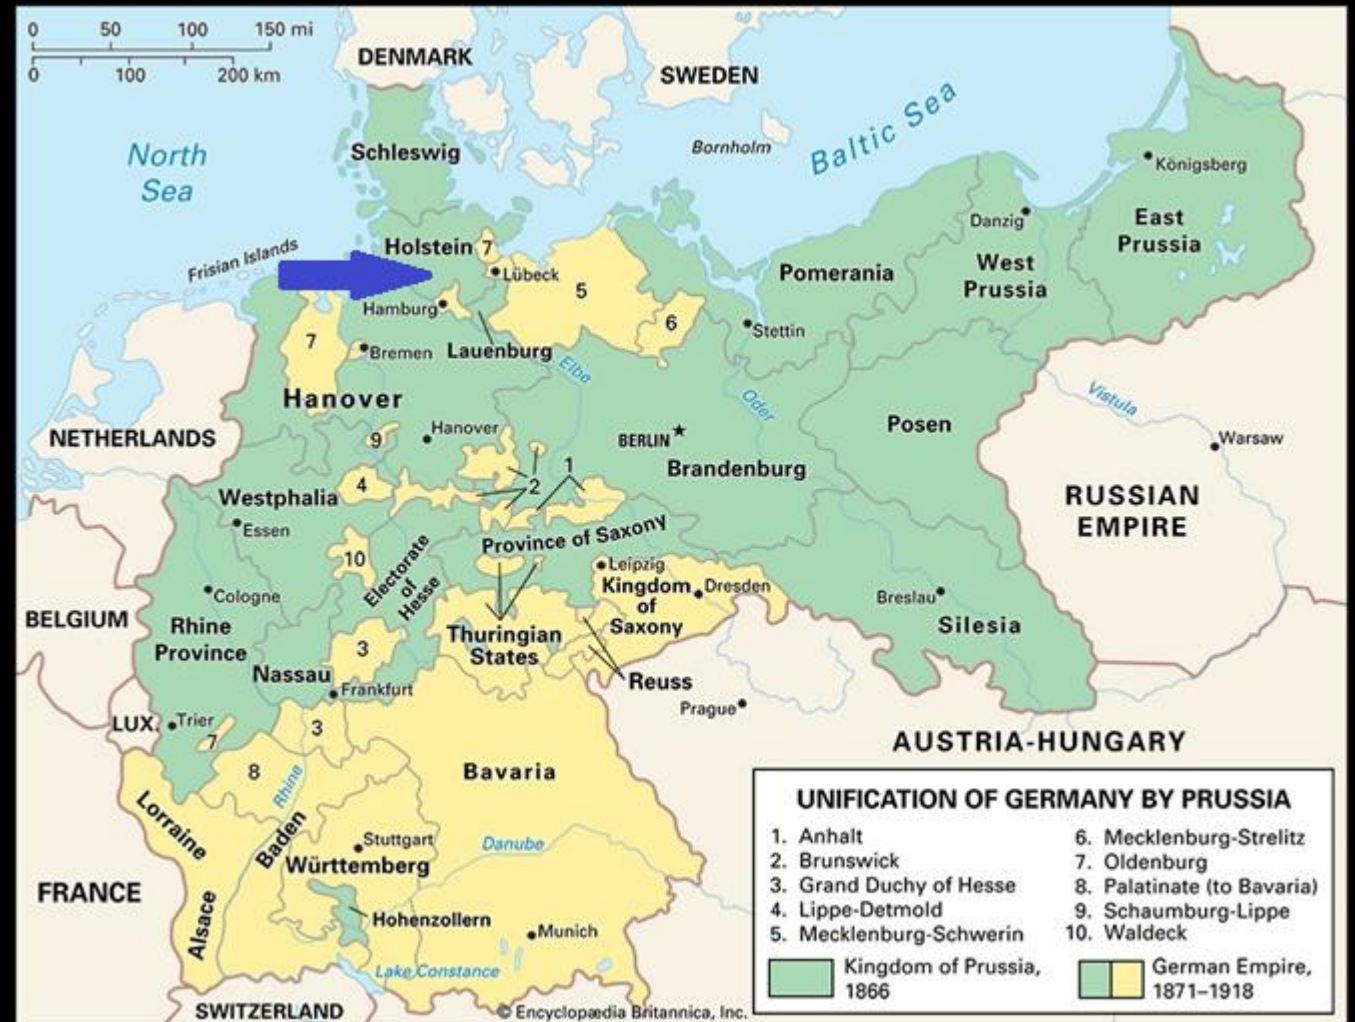 0 50 100 150 mi
0 100 200 km
DENMARK
SWEDEN
North
Sea
Schleswig
Bornholm
Baltic Sea
Königsberg
Danzig
East
Prussia
Frisian Islands
Holstein
7
Lübeck
5
Pomerania
West
Prussia
Hamburg
6
Stettin
7
Bremen
Lauenburg
Elbe
Oder
Vistula
Hanover
NETHERLANDS
9
Hanover
BERLIN
Brandenburg
Posen
Warsaw
Westphalia
4
2
1
RUSSIAN
EMPIRE
Essen
Province of Saxony
10
Electorate
of
Hesse
Leipzig
Kingdom
of
Saxony
Dresden
Cologne
Breslau
BELGIUM
Rhine
Province
Silesia
Thuringian
States
3
Nassau
Frankfurt
Reuss
Prague
LUX.
Trier
7
3
AUSTRIA-HUNGARY
8
Rhine
Bavaria
Lorraine
Baden
Stuttgart
Württemberg
Danube
FRANCE
Alsace
Hohenzollern
Munich
Lake Constance
SWITZERLAND
© Encyclopædia Britannica, Inc.
UNIFICATION OF GERMANY BY PRUSSIA
1. Anhalt
2. Brunswick
3. Grand Duchy of Hesse
4. Lippe-Detmold
5. Mecklenburg-Schwerin
6. Mecklenburg-Strelitz
7. Oldenburg
8. Palatinate (to Bavaria)
9. Schaumburg-Lippe
10. Waldeck
Kingdom of Prussia,
1866
German Empire,
1871–1918